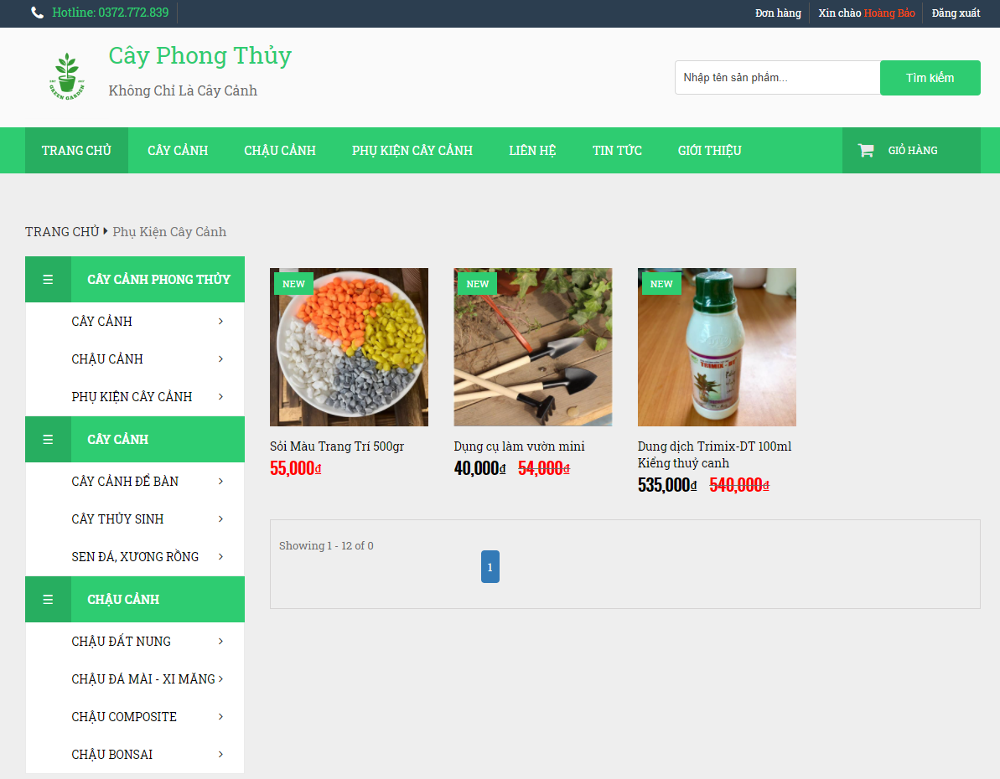 Hotline: 0372.772.839
Đơn hàng
Xin chào Hoàng Bảo
Đăng xuất
GREEN GARDEN
Cây Phong Thủy
Không Chỉ Là Cây Cảnh
Nhập tên sản phẩm...
Tìm kiếm
TRANG CHỦ
CÂY CẢNH
CHẬU CẢNH
PHỤ KIỆN CÂY CẢNH
LIÊN HỆ
TIN TỨC
GIỚI THIỆU
GIỎ HÀNG
TRANG CHỦ Phụ Kiện Cây Cảnh
CÂY CẢNH PHONG THỦY
CÂY CẢNH
CHẬU CẢNH
PHỤ KIỆN CÂY CẢNH
CÂY CẢNH
CÂY CẢNH ĐỂ BÀN
CÂY THỦY SINH
SEN ĐÁ, XƯƠNG RỒNG
CHẬU CẢNH
CHẬU ĐẤT NUNG
CHẬU ĐÁ MÀI - XI MĂNG
CHẬU COMPOSITE
CHẬU BONSAI
NEW
Sỏi Màu Trang Trí 500gr
55,000₫
NEW
Dụng cụ làm vườn mini
40,000₫ 54,000₫
NEW
TRIMIX - DT
Dung dịch Trimix-DT 100ml
Kiểng thuỷ canh
535,000₫ 540,000₫
Showing 1 - 12 of 0
1